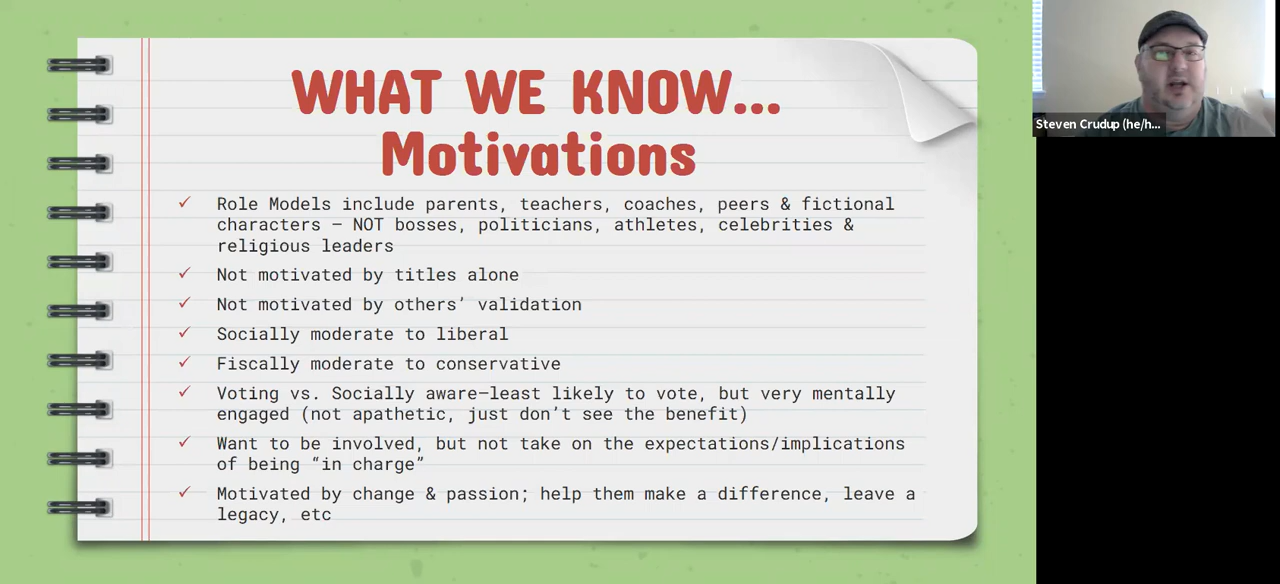 WHAT WE KNOW...
Motivations
✓ Role Models include parents, teachers, coaches, peers & fictional
characters – NOT bosses, politicians, athletes, celebrities &
religious leaders
✓ Not motivated by titles alone
✓ Not motivated by others’ validation
✓ Socially moderate to liberal
✓ Fiscally moderate to conservative
✓ Voting vs. Socially aware–least likely to vote, but very mentally
engaged (not apathetic, just don’t see the benefit)
✓ Want to be involved, but not take on the expectations/implications
of being “in charge”
✓ Motivated by change & passion; help them make a difference, leave a
legacy, etc
Steven Crudup (he/h...